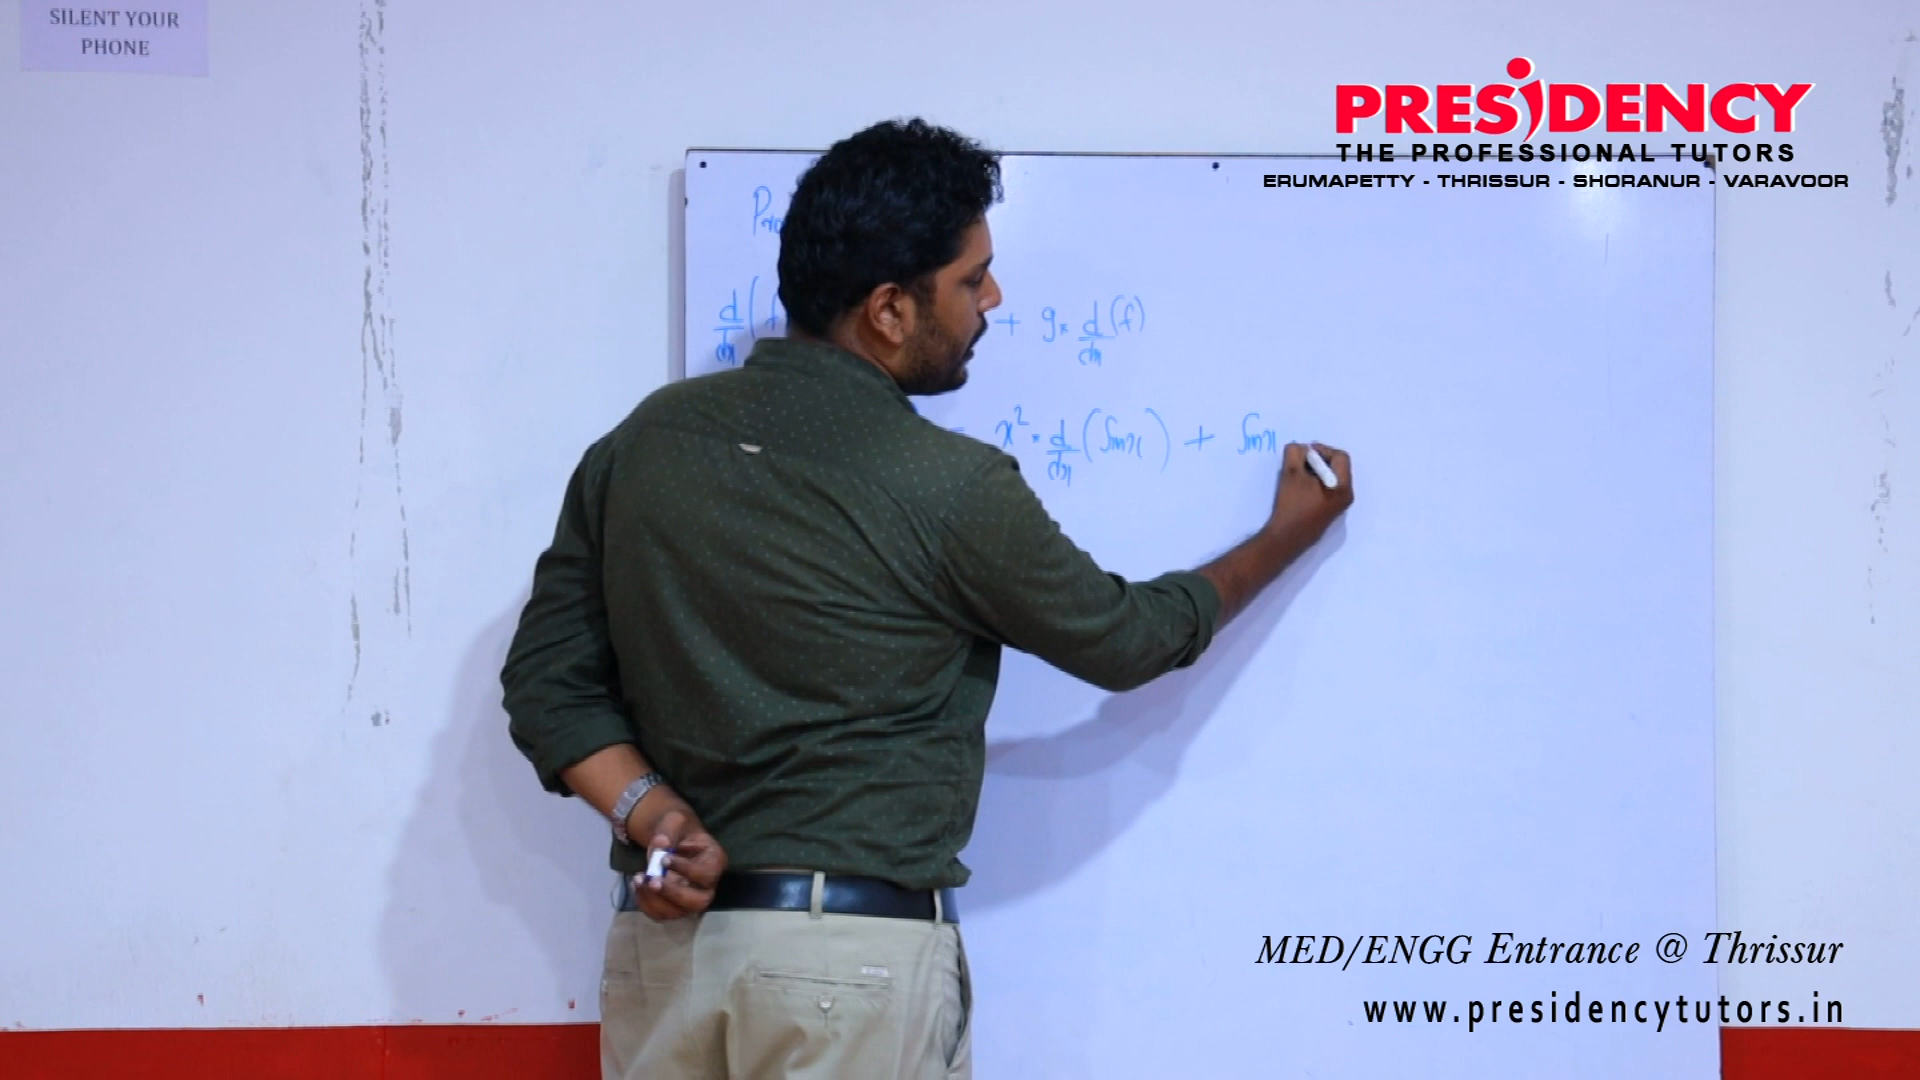 SILENT YOUR
PHONE
PRESiDENCY
THE PROFESSIONAL TUTORS
ERUMAPETTY - THRISSUR - SHORANUR - VARAVOOR
d/dx ( f + g * d/dx (f)
= x² * d/dx (sinx) + sinx
MED/ENGG Entrance @ Thrissur
www.presidencytutors.in